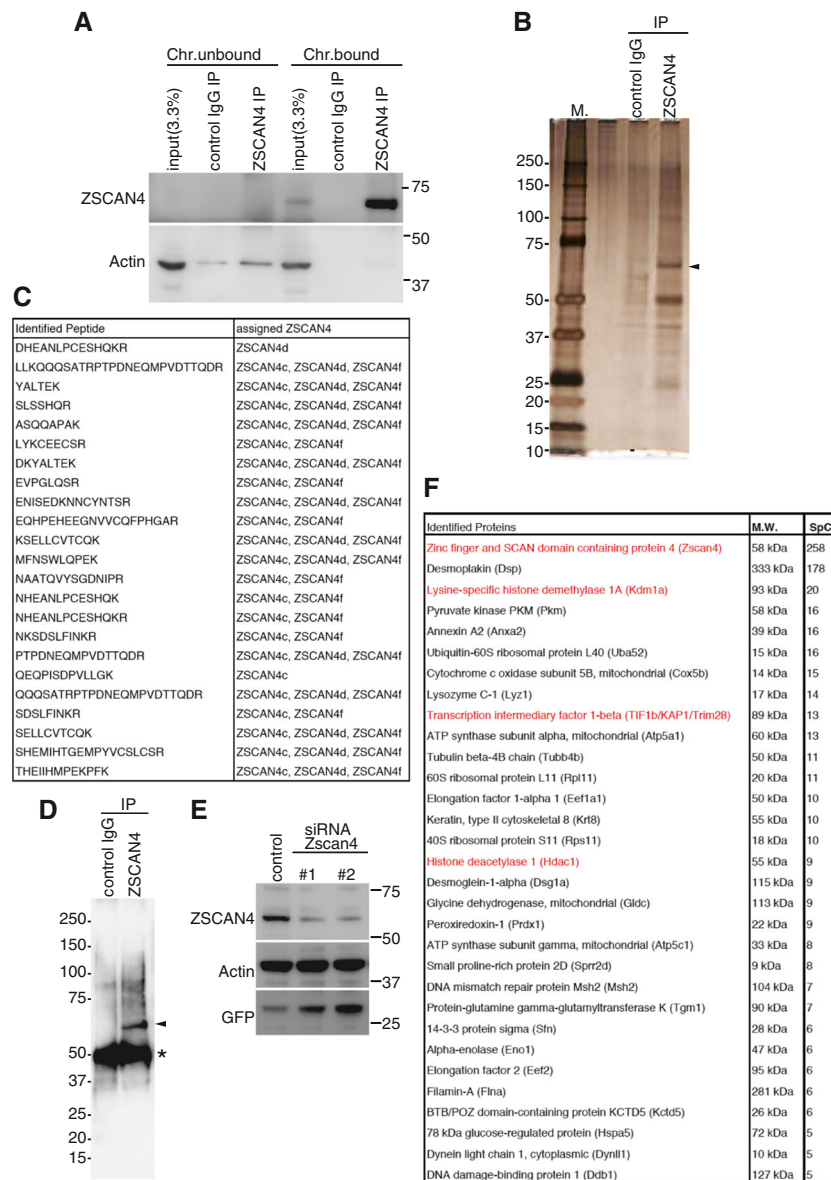 A
Chr.unbound
Chr.bound
input(3.3%)
control IgG IP
ZSCAN4 IP
input(3.3%)
control IgG IP
ZSCAN4 IP
ZSCAN4
Actin
75
50
37
B
IP
control IgG
ZSCAN4
M.
250
150
100
75
50
37
25
20
15
10
C
Identified Peptide assigned ZSCAN4
DHEANLPCESHQKR ZSCAN4d
LLKQQQSATRPTPDNEQMPVDTTQDR ZSCAN4c, ZSCAN4d, ZSCAN4f
YALTEK ZSCAN4c, ZSCAN4d, ZSCAN4f
SLSSHQR ZSCAN4c, ZSCAN4d, ZSCAN4f
ASQQAPAK ZSCAN4c, ZSCAN4d, ZSCAN4f
LYKCEECSR ZSCAN4c, ZSCAN4f
DKYALTEK ZSCAN4c, ZSCAN4d, ZSCAN4f
EVPGLQSR ZSCAN4c, ZSCAN4f
ENISEDKNNCYNTSR ZSCAN4c, ZSCAN4d, ZSCAN4f
EQHPEHEEGNVVCQFPHGAR ZSCAN4c, ZSCAN4f
KSELLCVTCQK ZSCAN4c, ZSCAN4d, ZSCAN4f
MFNSWLQPEK ZSCAN4c, ZSCAN4d, ZSCAN4f
NAATQVYSGDNIPR ZSCAN4c, ZSCAN4f
NHEANLPCESHQK ZSCAN4c, ZSCAN4f
NHEANLPCESHQKR ZSCAN4c, ZSCAN4f
NKSDSLFINKR ZSCAN4c, ZSCAN4f
PTPDNEQMPVDTTQDR ZSCAN4c, ZSCAN4d, ZSCAN4f
QEQPISDPVLLGK ZSCAN4c
QQQSATRPTPDNEQMPVDTTQDR ZSCAN4c, ZSCAN4d, ZSCAN4f
SDSLFINKR ZSCAN4c, ZSCAN4f
SELLCVTCQK ZSCAN4c, ZSCAN4d, ZSCAN4f
SHEMIHTGEMPYVCSLCSR ZSCAN4c, ZSCAN4d, ZSCAN4f
THEIIHMPEKPFK ZSCAN4c, ZSCAN4d, ZSCAN4f
D
IP
control IgG
ZSCAN4
250
150
100
75
50
*
37
25
20
15
E
control
siRNA
Zscan4
#1 #2
ZSCAN4
Actin
GFP
75
50
37
25
F
Identified Proteins M.W. SpC
Zinc finger and SCAN domain containing protein 4 (Zscan4) 58 kDa 258
Desmoplakin (Dsp) 333 kDa 178
Lysine-specific histone demethylase 1A (Kdm1a) 93 kDa 20
Pyruvate kinase PKM (Pkm) 58 kDa 16
Annexin A2 (Anxa2) 39 kDa 16
Ubiquitin-60S ribosomal protein L40 (Uba52) 15 kDa 16
Cytochrome c oxidase subunit 5B, mitochondrial (Cox5b) 14 kDa 15
Lysozyme C-1 (Lyz1) 17 kDa 14
Transcription intermediary factor 1-beta (TIF1b/KAP1/Trim28) 89 kDa 13
ATP synthase subunit alpha, mitochondrial (Atp5a1) 60 kDa 13
Tubulin beta-4B chain (Tubb4b) 50 kDa 11
60S ribosomal protein L11 (Rpl11) 20 kDa 11
Elongation factor 1-alpha 1 (Eef1a1) 50 kDa 10
Keratin, type II cytoskeletal 8 (Krt8) 55 kDa 10
40S ribosomal protein S11 (Rps11) 18 kDa 10
Histone deacetylase 1 (Hdac1) 55 kDa 9
Desmoglein-1-alpha (Dsg1a) 115 kDa 9
Glycine dehydrogenase, mitochondrial (Gldc) 113 kDa 9
Peroxiredoxin-1 (Prdx1) 22 kDa 9
ATP synthase subunit gamma, mitochondrial (Atp5c1) 33 kDa 8
Small proline-rich protein 2D (Sprr2d) 9 kDa 8
DNA mismatch repair protein Msh2 (Msh2) 104 kDa 7
Protein-glutamine gamma-glutamyltransferase K (Tgm1) 90 kDa 7
14-3-3 protein sigma (Sfn) 28 kDa 6
Alpha-enolase (Eno1) 47 kDa 6
Elongation factor 2 (Eef2) 95 kDa 6
Filamin-A (Flna) 281 kDa 6
BTB/POZ domain-containing protein KCTD5 (Kctd5) 26 kDa 6
78 kDa glucose-regulated protein (Hspa5) 72 kDa 5
Dynein light chain 1, cytoplasmic (Dynll1) 10 kDa 5
DNA damage-binding protein 1 (Ddb1) 127 kDa 5